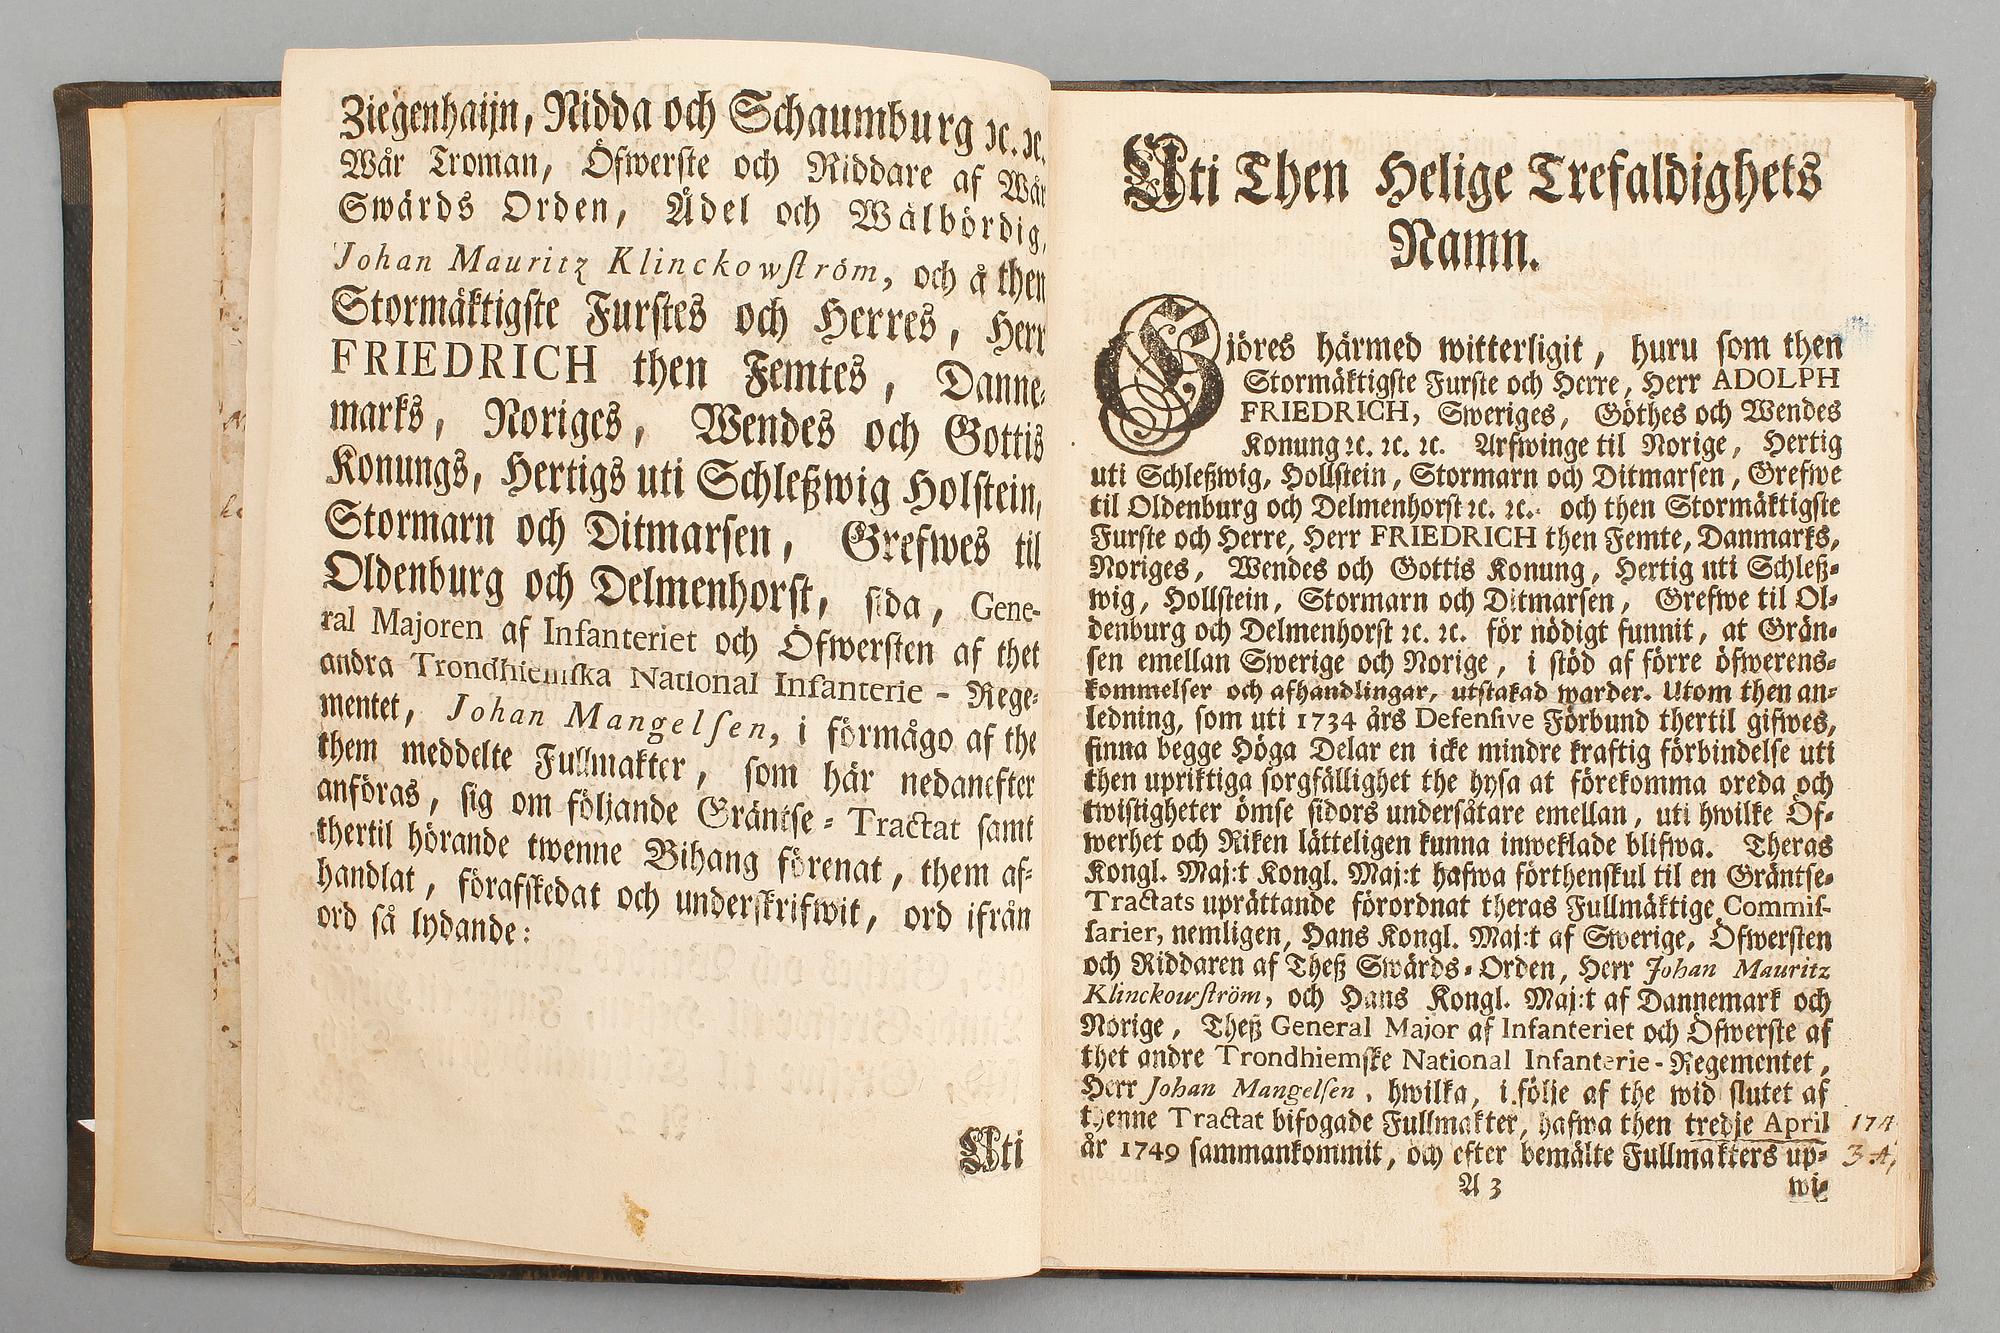 Ziegenhaijn, Nidda och Schaumburg ꝛc. ꝛc.
Wår Troman, Öfwerste och Riddare af Wår
Swärds Orden, Ädel och Wälbördig,
Johan Mauritz Klinckowſtröm, och å then
Stormäktigſte Furſtes och Herres, Herr
FRIEDRICH then Femtes, Danne-
marks, Noriges, Wendes och Gottis
Konungs, Hertigs uti Schleßwig Holſtein,
Stormarn och Ditmarſen, Grefwes til
Oldenburg och Delmenhorſt, ſida, Gene-
ral Majoren af Infanteriet och Öfwerſten af thet
andra Trondhiemſka National Infanterie-Rege-
mentet, Johan Mangelſen, i förmågo af the
them meddelte Fullmakter, ſom här nedanefter
anföras, ſig om följande Gräntſe-Tractat ſamt
thertil hörande twenne Bihang förenat, them af-
handlat, förafſkedat och underſkrifwit, ord ifrån
ord ſå lydande:
Uti
Uti Then Helige Trefaldighets
Namn.
Gjöres härmed witterligit, huru ſom then
Stormäktigſte Furſte och Herre, Herr ADOLPH
FRIEDRICH, Sweriges, Göthes och Wendes
Konung ꝛc. ꝛc. ꝛc. Arfwinge til Norige, Hertig
uti Schleßwig, Hollſtein, Stormarn och Ditmarſen, Grefwe
til Oldenburg och Delmenhorſt ꝛc. ꝛc. och then Stormäktigſte
Furſte och Herre, Herr FRIEDRICH then Femte, Danmarks,
Noriges, Wendes och Gottis Konung, Hertig uti Schleß-
wig, Hollſtein, Stormarn och Ditmarſen, Grefwe til Ol-
denburg och Delmenhorſt ꝛc. ꝛc. för nödigt funnit, at Grän-
ſen emellan Swerige och Norige, i ſtöd af förre öfwerens-
kommelſer och afhandlingar, utſtakad warder. Utom then an-
ledning, ſom uti 1734 års Defenſive Förbund thertil gifwes,
finna begge Höga Delar en icke mindre kraftig förbindelſe uti
then upriktiga ſorgfällighet the hyſa at förekomma oreda och
twiſtigheter ömſe ſidors underſåtare emellan, uti hwilke Öf-
werhet och Riken lätteligen kunna inweklade blifwa. Theras
Kongl. Maj:t Kongl. Maj:t hafwa förthenſkul til en Gräntſe-
Tractats uprättande förordnat theras Fullmäktige Commiſ-
ſarier, nemligen, Hans Kongl. Maj:t af Swerige, Öfwerſten
och Riddaren af Theß Swärds-Orden, Herr Johan Mauritz
Klinckowſtröm, och Hans Kongl. Maj:t af Dannemark och
Norige, Theß General Major af Infanteriet och Öfwerſte af
thet andre Trondhiemſke National Infanterie-Regementet,
Herr Johan Mangelſen, hwilka, i följe af the wid ſlutet af
thenne Tractat bifogade Fullmakter, hafwa then tredje April
år 1749 ſammankommit, och efter bemälte Fullmakters up-
A 3
wi-